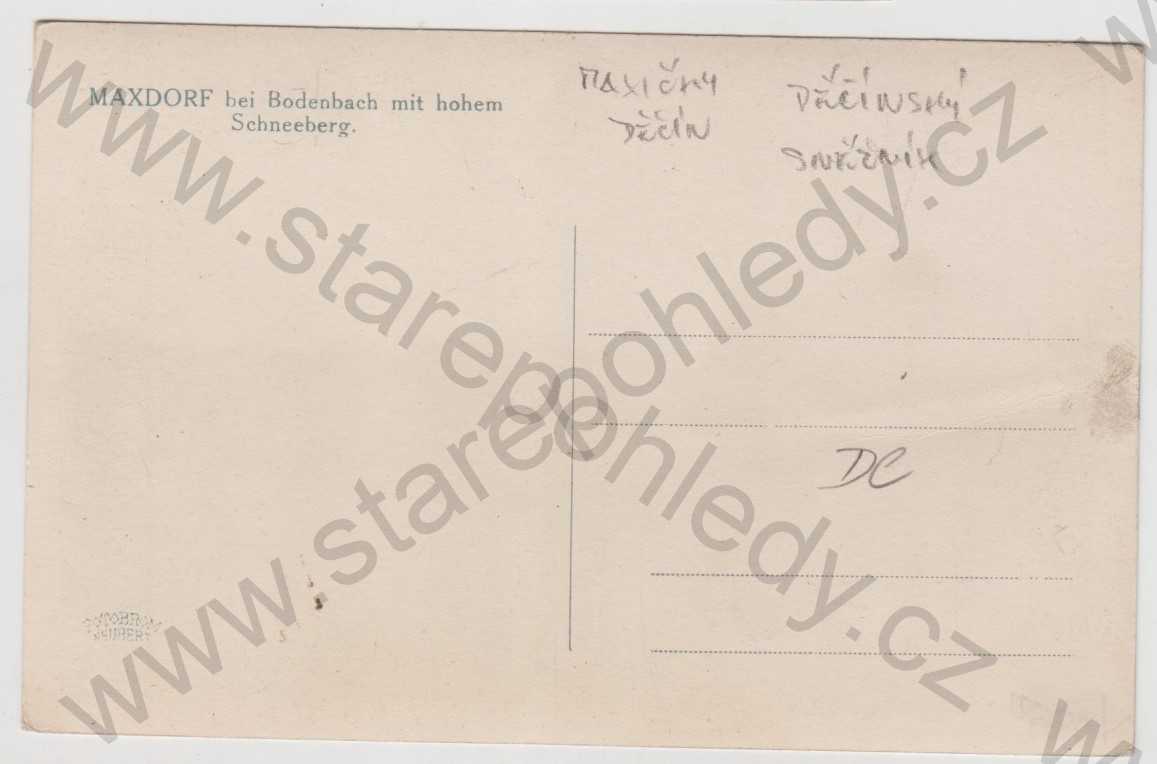 MAXDORF bei Bodenbach mit hohem
Schneeberg.
MAXIČKY
DĚČÍN
DĚČÍNSKÝ
SNĚŽNÍK
DC
www.starepohledy.cz
www.starepohledy.cz